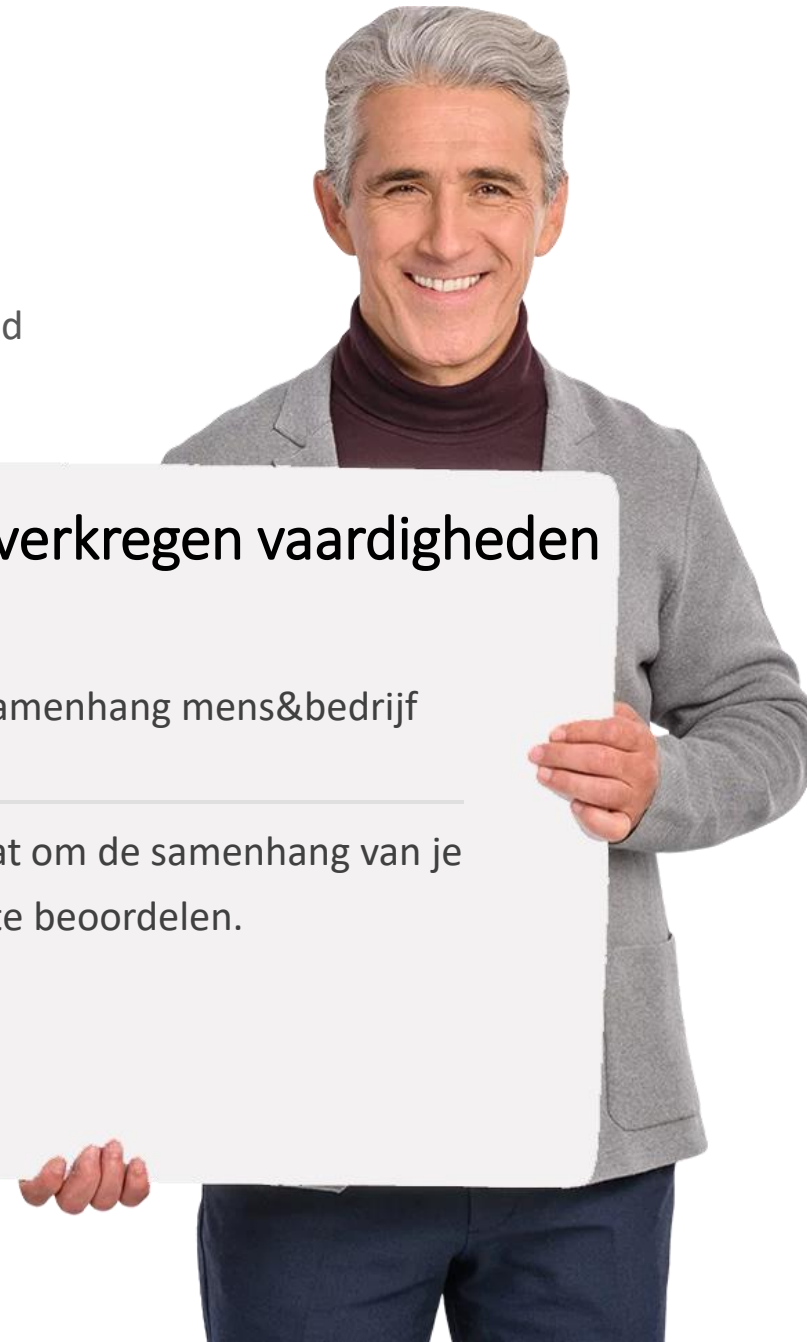 d
verkregen vaardigheden
amenhang mens&bedrijf
at om de samenhang van je
te beoordelen.